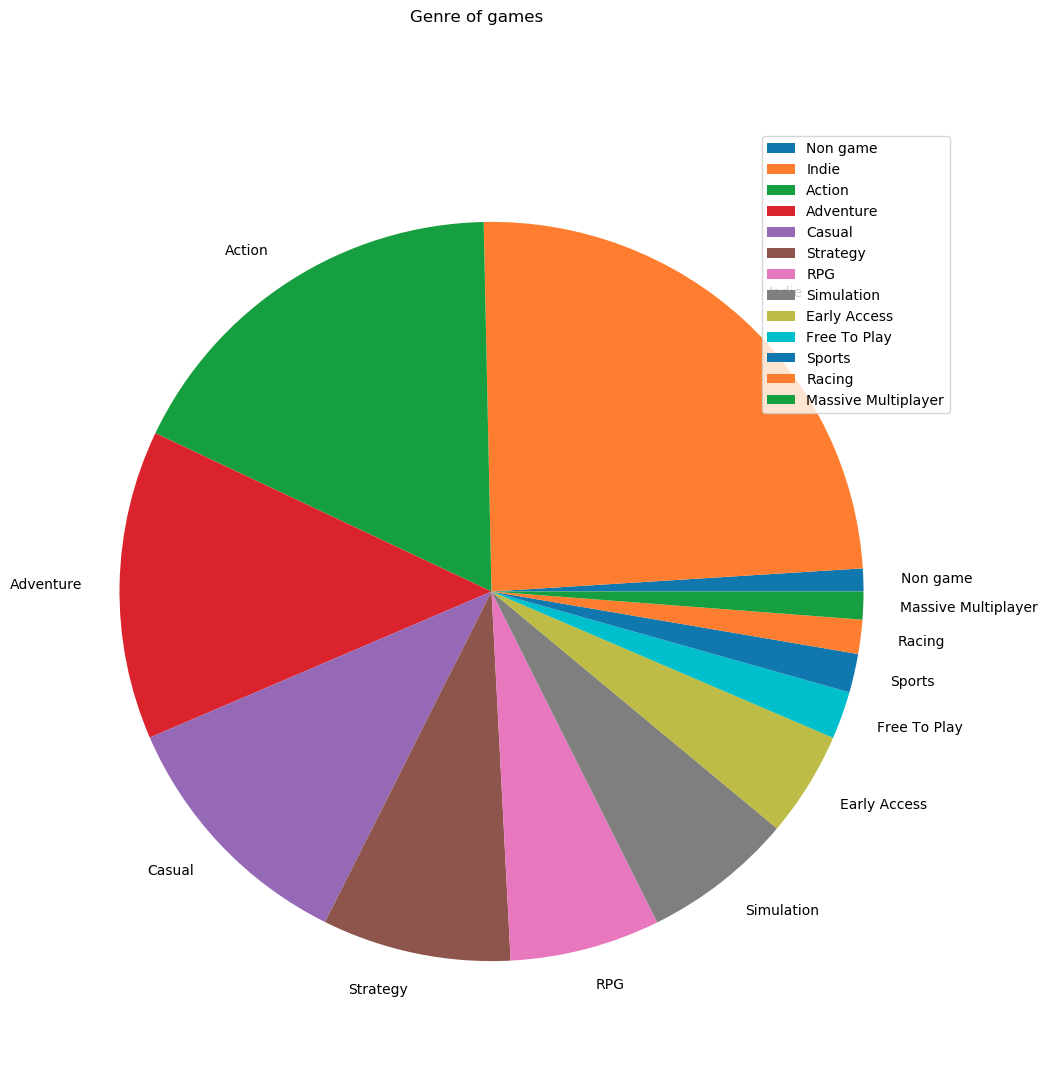 Genre of games
Non game
Indie
Action
Adventure
Casual
Strategy
RPG
Simulation
Early Access
Free To Play
Sports
Racing
Massive Multiplayer
Action
Indie
Adventure
Non game
Massive Multiplayer
Racing
Sports
Free To Play
Early Access
Casual
Simulation
Strategy
RPG